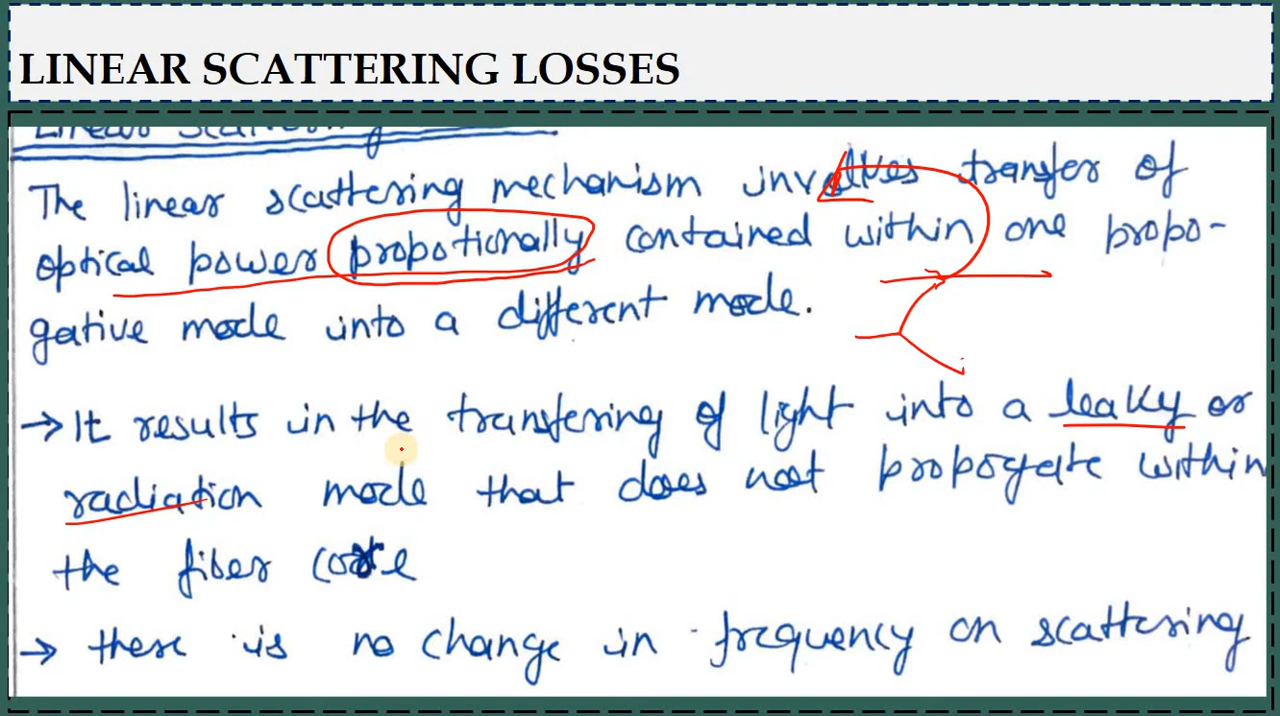 LINEAR SCATTERING LOSSES
Linear Scattering
The linear scattering mechanism involves transfer of
optical power propotionally contained within one propo-
gative mode into a different mode.
→ It results in the transfering of light into a leaky or
radiation mode that does not propogate within
the fiber core
→ there is no change in frequency on scattering